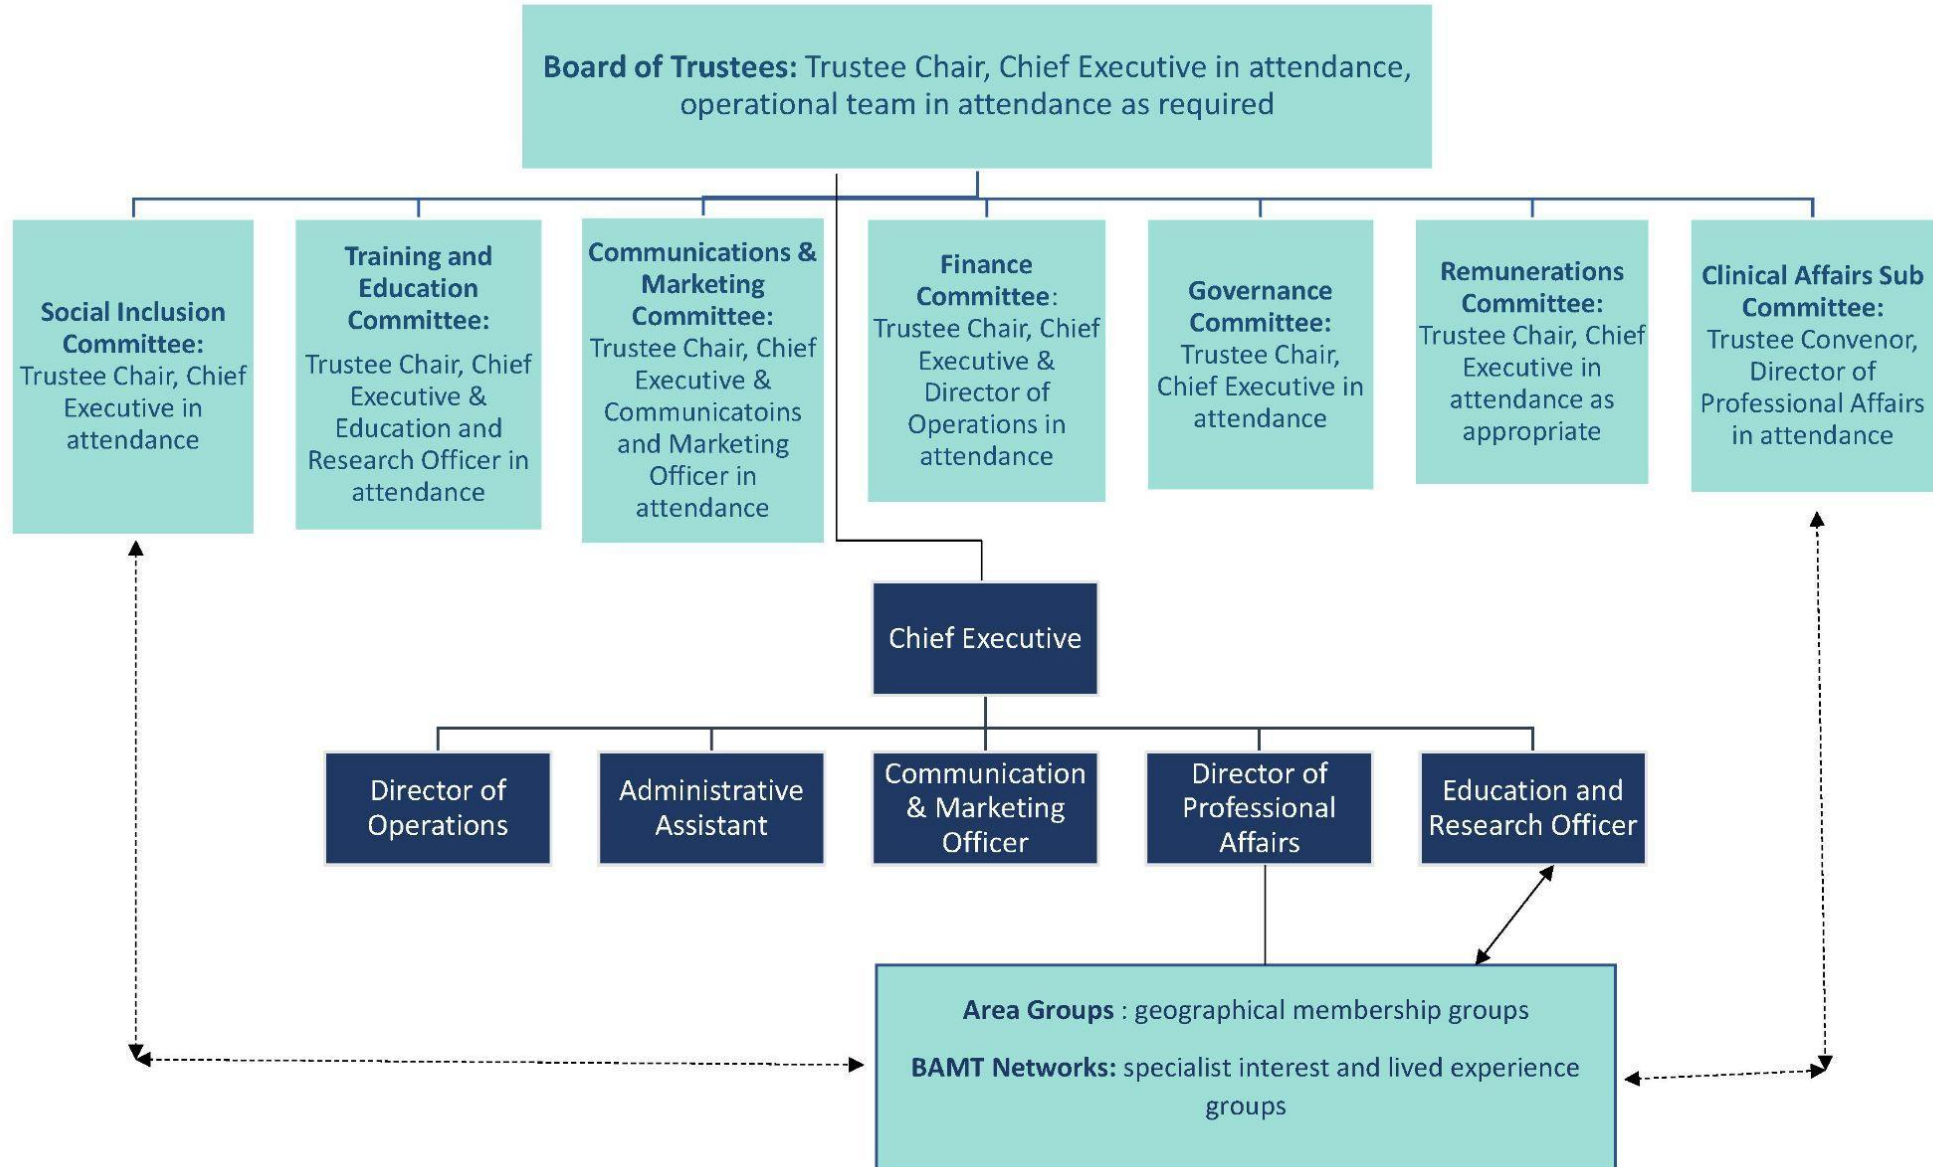 Board of Trustees: Trustee Chair, Chief Executive in attendance,
operational team in attendance as required
Social Inclusion
Committee:
Trustee Chair, Chief
Executive in
attendance
Training and
Education
Committee:
Trustee Chair, Chief
Executive &
Education and
Research Officer in
attendance
Communications &
Marketing
Committee:
Trustee Chair, Chief
Executive &
Communicatoins
and Marketing
Officer in
attendance
Finance
Committee:
Trustee Chair, Chief
Executive &
Director of
Operations in
attendance
Governance
Committee:
Trustee Chair,
Chief Executive in
attendance
Remunerations
Committee:
Trustee Chair, Chief
Executive in
attendance as
appropriate
Clinical Affairs Sub
Committee:
Trustee Convenor,
Director of
Professional Affairs
in attendance
Chief Executive
Director of
Operations
Administrative
Assistant
Communication
& Marketing
Officer
Director of
Professional
Affairs
Education and
Research Officer
Area Groups : geographical membership groups
BAMT Networks: specialist interest and lived experience
groups